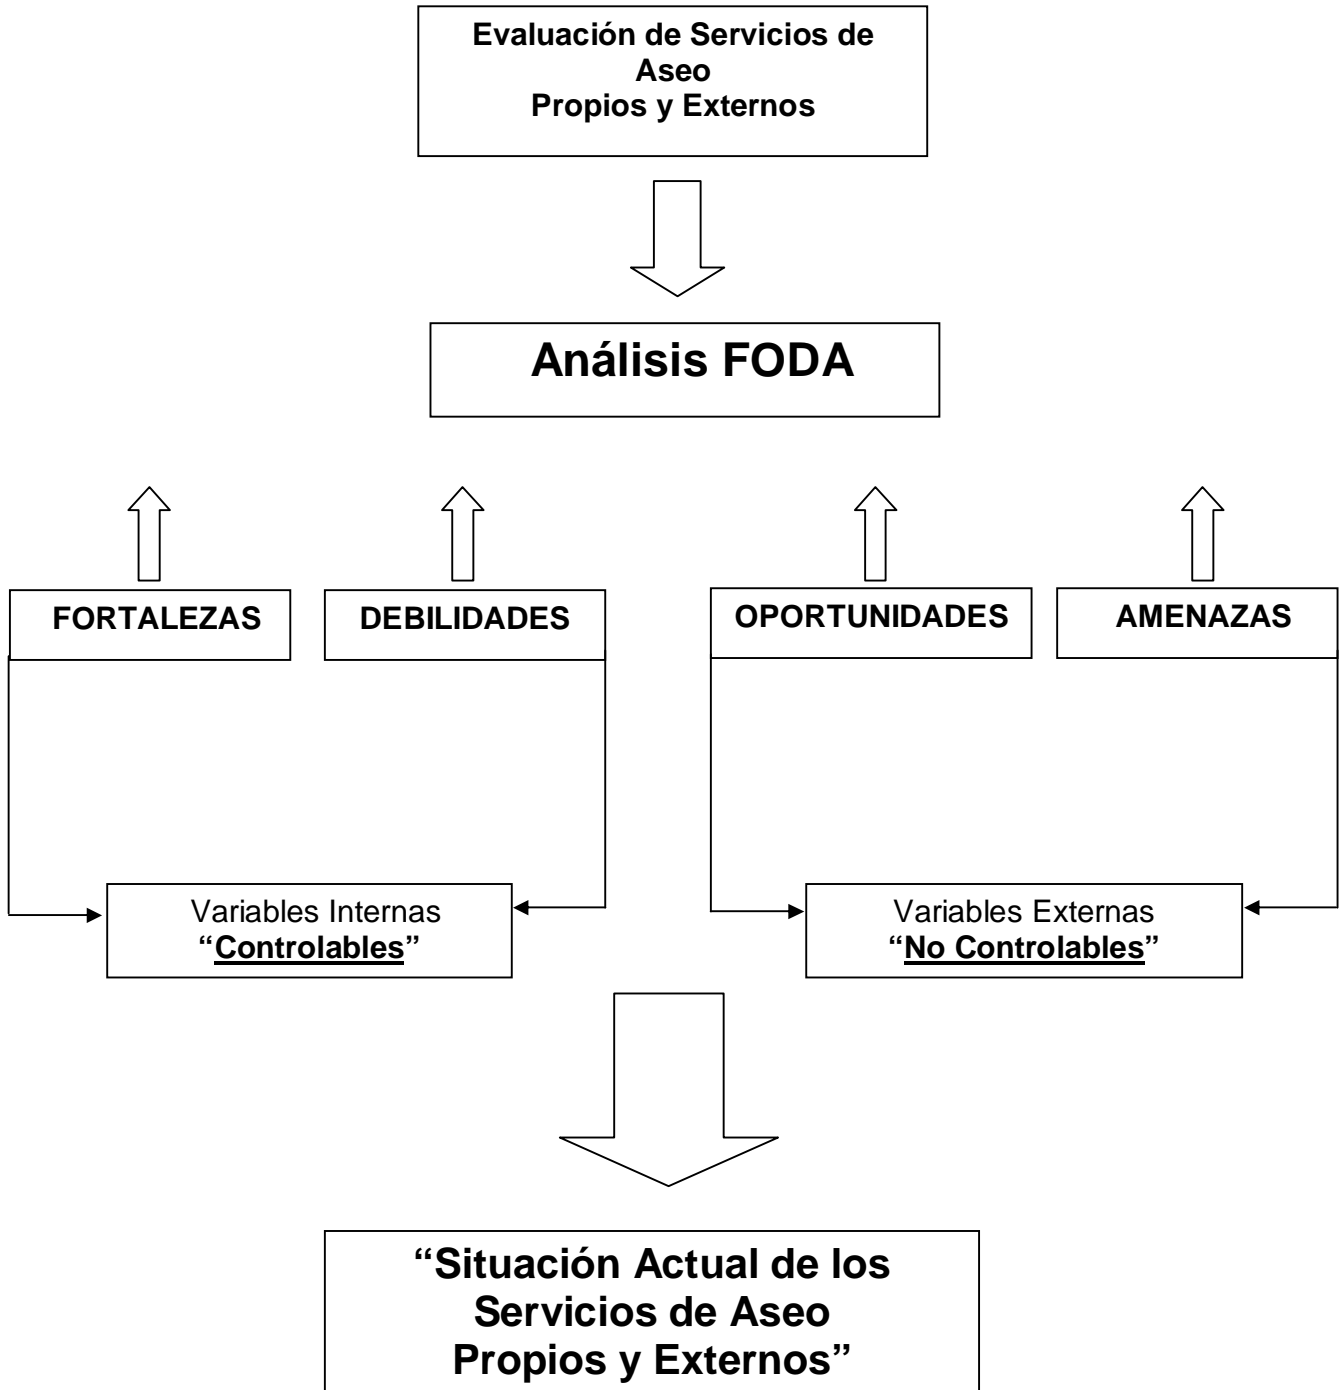 Evaluación de Servicios de
Aseo
Propios y Externos
Análisis FODA
FORTALEZAS
DEBILIDADES
OPORTUNIDADES
AMENAZAS
Variables Internas
“Controlables”
Variables Externas
“No Controlables”
“Situación Actual de los
Servicios de Aseo
Propios y Externos”